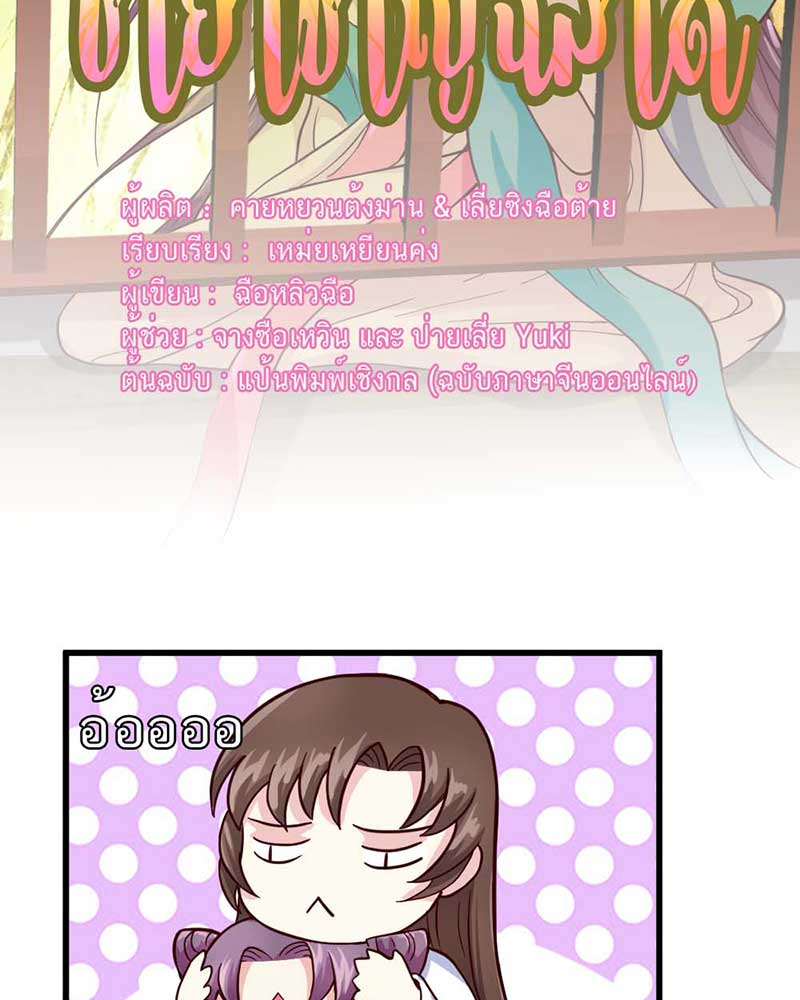 ผู้ผลิต : คายหยวนต้งม่าน & เลี่ยซิงฉือต้าย
เรียบเรียง : เหม่ยเหยียนค่ง
ผู้เขียน : ฉือหลิวฉือ
ผู้ช่วย : จางซือเหวิน และ ป่ายเลี่ย Yuki
ต้นฉบับ : แป้นพิมพ์เชิงกล (ฉบับภาษาจีนออนไลน์)
อ้ออออ